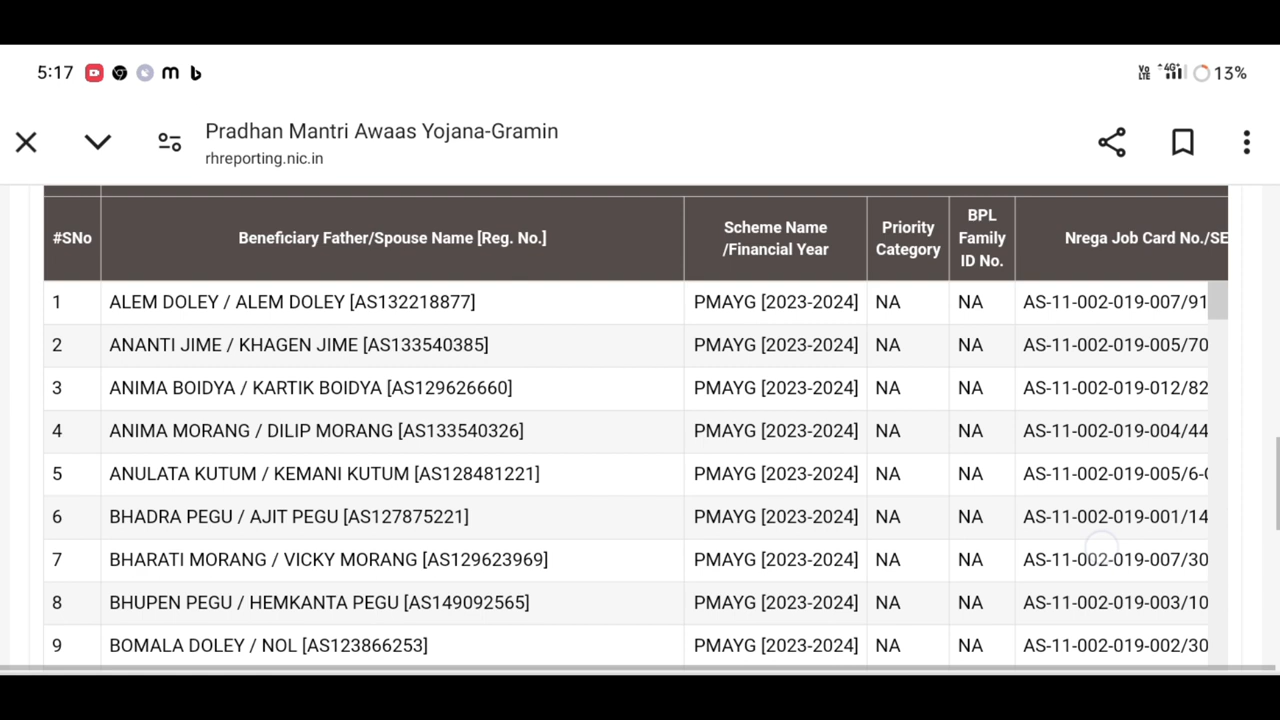 5:17 Vo LTE 4G+ 13%
Pradhan Mantri Awaas Yojana-Gramin
rhreporting.nic.in
#SNo Beneficiary Father/Spouse Name [Reg. No.] Scheme Name /Financial Year Priority Category BPL Family ID No. Nrega Job Card No./SE
1 ALEM DOLEY / ALEM DOLEY [AS132218877] PMAYG [2023-2024] NA NA AS-11-002-019-007/91
2 ANANTI JIME / KHAGEN JIME [AS133540385] PMAYG [2023-2024] NA NA AS-11-002-019-005/70
3 ANIMA BOIDYA / KARTIK BOIDYA [AS129626660] PMAYG [2023-2024] NA NA AS-11-002-019-012/82
4 ANIMA MORANG / DILIP MORANG [AS133540326] PMAYG [2023-2024] NA NA AS-11-002-019-004/44
5 ANULATA KUTUM / KEMANI KUTUM [AS128481221] PMAYG [2023-2024] NA NA AS-11-002-019-005/6-
6 BHADRA PEGU / AJIT PEGU [AS127875221] PMAYG [2023-2024] NA NA AS-11-002-019-001/14
7 BHARATI MORANG / VICKY MORANG [AS129623969] PMAYG [2023-2024] NA NA AS-11-002-019-007/30
8 BHUPEN PEGU / HEMKANTA PEGU [AS149092565] PMAYG [2023-2024] NA NA AS-11-002-019-003/10
9 BOMALA DOLEY / NOL [AS123866253] PMAYG [2023-2024] NA NA AS-11-002-019-002/30